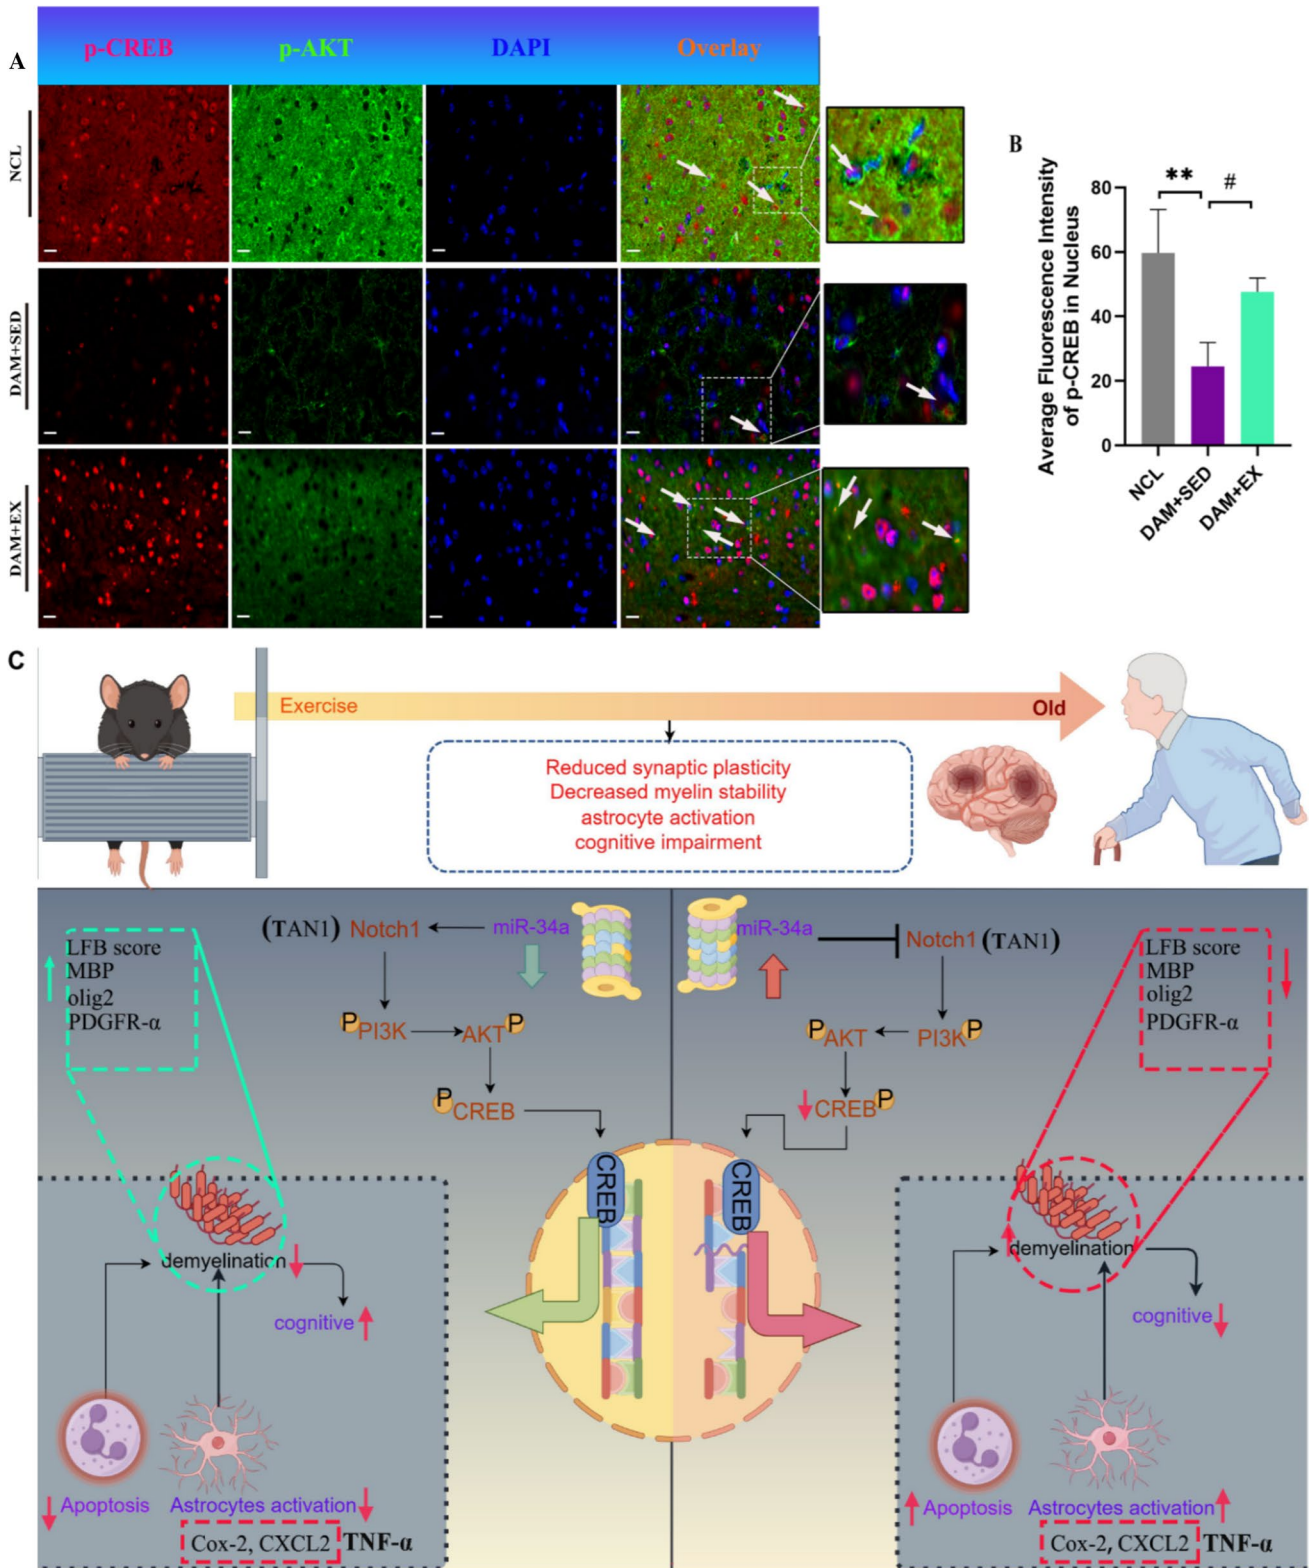 A
p-CREB
p-AKT
DAPI
Overlay
NCL
DAM+SED
DAM+EX
B
Average Fluorescence Intensity
of p-CREB in Nucleus
80
60
40
20
0
**
#
NCL
DAM+SED
DAM+EX
C
Exercise
Old
Reduced synaptic plasticity
Decreased myelin stability
astrocyte activation
cognitive impairment
LFB score
MBP
olig2
PDGFR-α
(TAN1) Notch1
miR-34a
P PI3K
AKT P
P CREB
miR-34a
Notch1 (TAN1)
P AKT
PI3K P
CREB P
LFB score
MBP
olig2
PDGFR-α
CREB
CREB
demyelination
cognitive
Apoptosis
Astrocytes activation
Cox-2, CXCL2 TNF-α
demyelination
cognitive
Apoptosis
Astrocytes activation
Cox-2, CXCL2 TNF-α